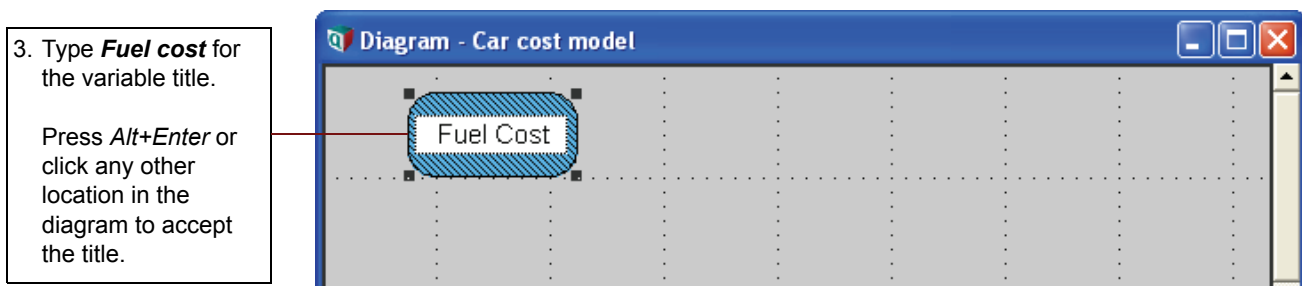 3. Type Fuel cost for
the variable title.
Press Alt+Enter or
click any other
location in the
diagram to accept
the title.
Diagram - Car cost model
Fuel Cost